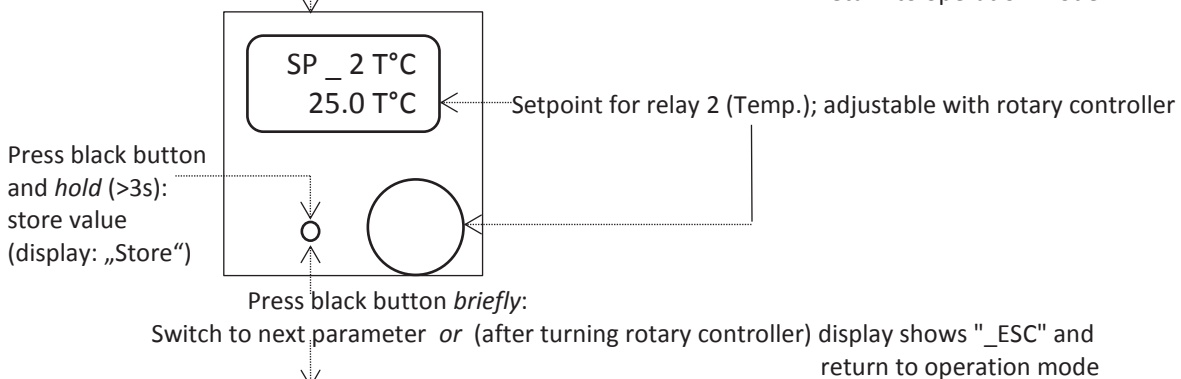 SP _ 2 T°C
25.0 T°C
Setpoint for relay 2 (Temp.); adjustable with rotary controller
Press black button
and hold (>3s):
store value
(display: „Store“)
Press black button briefly:
Switch to next parameter or (after turning rotary controller) display shows "_ESC" and
return to operation mode